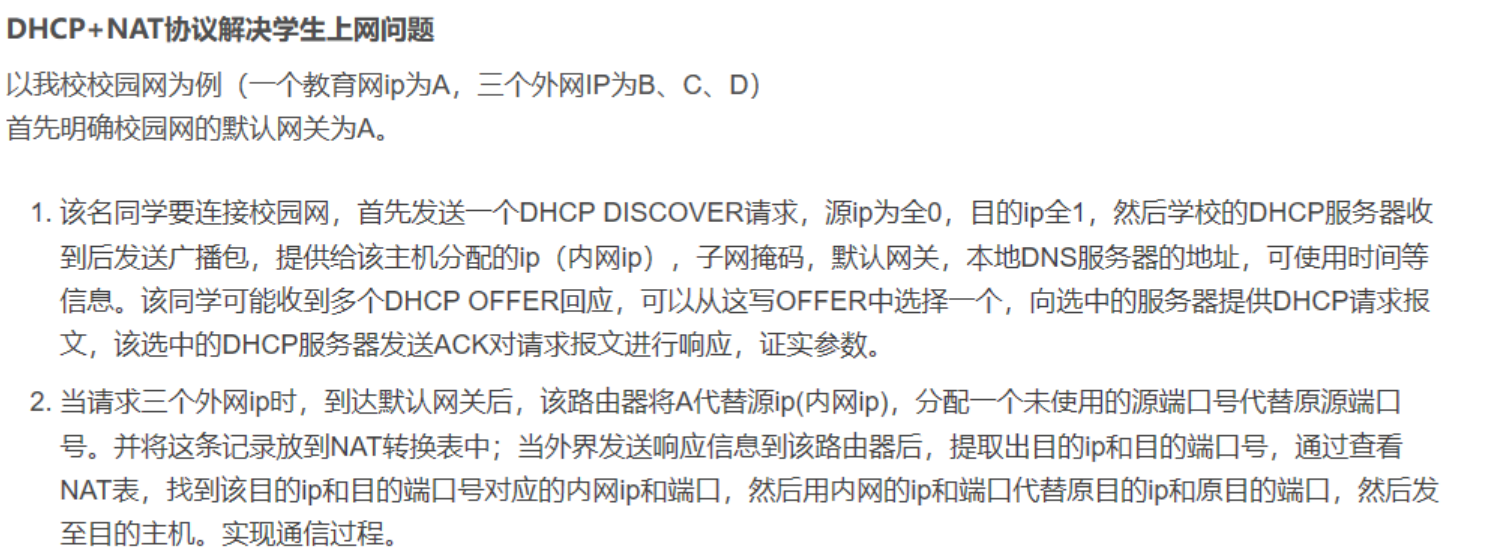 DHCP+NAT协议解决学生上网问题
以我校校园网为例（一个教育网ip为A，三个外网IP为B、C、D）
首先明确校园网的默认网关为A。
1. 该名同学要连接校园网，首先发送一个DHCP DISCOVER请求，源ip为全0，目的ip全1，然后学校的DHCP服务器收
到后发送广播包，提供给该主机分配的ip（内网ip），子网掩码，默认网关，本地DNS服务器的地址，可使用时间等
信息。该同学可能收到多个DHCP OFFER回应，可以从这写OFFER中选择一个，向选中的服务器提供DHCP请求报
文，该选中的DHCP服务器发送ACK对请求报文进行响应，证实参数。
2. 当请求三个外网ip时，到达默认网关后，该路由器将A代替源ip(内网ip)，分配一个未使用的源端口号代替原源端口
号。并将这条记录放到NAT转换表中；当外界发送响应信息到该路由器后，提取出目的ip和目的端口号，通过查看
NAT表，找到该目的ip和目的端口号对应的内网ip和端口，然后用内网的ip和端口代替原目的ip和原目的端口，然后发
至目的主机。实现通信过程。